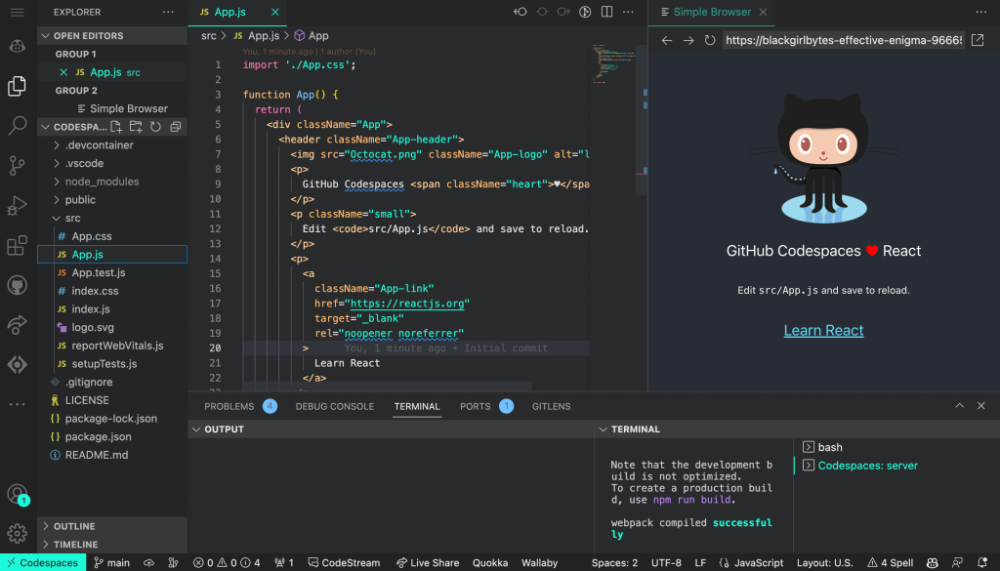 EXPLORER
···
OPEN EDITORS
GROUP 1
JS App.js src
GROUP 2
Simple Browser
CODESPA...
.devcontainer
.vscode
node_modules
public
src
# App.css
JS App.js
JS App.test.js
# index.css
JS index.js
logo.svg
JS reportWebVitals.js
JS setupTests.js
.gitignore
LICENSE
{} package-lock.json
{} package.json
README.md
OUTLINE
TIMELINE
JS App.js
src > JS App.js > App
You, 1 minute ago | 1 author (You)
1 import './App.css';
2
3 function App() {
4 return (
5 <div className="App">
6 <header className="App-header">
7 <img src="Octocat.png" className="App-logo" alt="l
8 <p>
9 GitHub Codespaces <span className="heart">♥</spa
10 </p>
11 <p className="small">
12 Edit <code>src/App.js</code> and save to reload.
13 </p>
14 <p>
15 <a
16 className="App-link"
17 href="https://reactjs.org"
18 target="_blank"
19 rel="noopener noreferrer"
20 > You, 1 minute ago • Initial commit
21 Learn React
22 </a>
Simple Browser
https://blackgirlbytes-effective-enigma-9666
GitHub Codespaces ♥ React
Edit src/App.js and save to reload.
Learn React
PROBLEMS 4 DEBUG CONSOLE TERMINAL PORTS 1 GITLENS
OUTPUT
TERMINAL
Note that the development b
uild is not optimized.
To create a production buil
d, use npm run build.
webpack compiled successful
ly
bash
Codespaces: server
1
Codespaces main 0 0 4 1 CodeStream Live Share Quokka Wallaby Spaces: 2 UTF-8 LF {} JavaScript Layout: U.S. 4 Spell